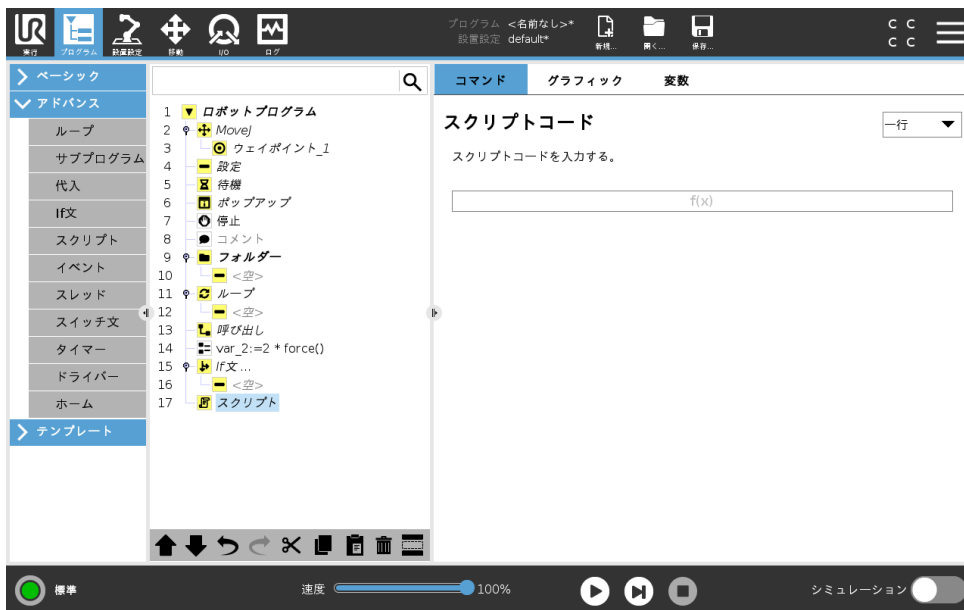 UR
実行
プログラム
設置設定
移動
I/O
ログ
プログラム <名前なし>*
設置設定 default*
新規...
開く...
保存...
C C
C C
ベーシック
アドバンス
ループ
サブプログラム
代入
If文
スクリプト
イベント
スレッド
スイッチ文
タイマー
ドライバー
ホーム
テンプレート
1 ロボットプログラム
2 MoveJ
3 ウェイポイント_1
4 設定
5 待機
6 ポップアップ
7 停止
8 コメント
9 フォルダー
10 <空>
11 ループ
12 <空>
13 呼び出し
14 var_2:=2 * force()
15 If文 ...
16 <空>
17 スクリプト
コマンド グラフィック 変数
スクリプトコード
一行
スクリプトコードを入力する。
f(x)
標準
速度 100%
シミュレーション